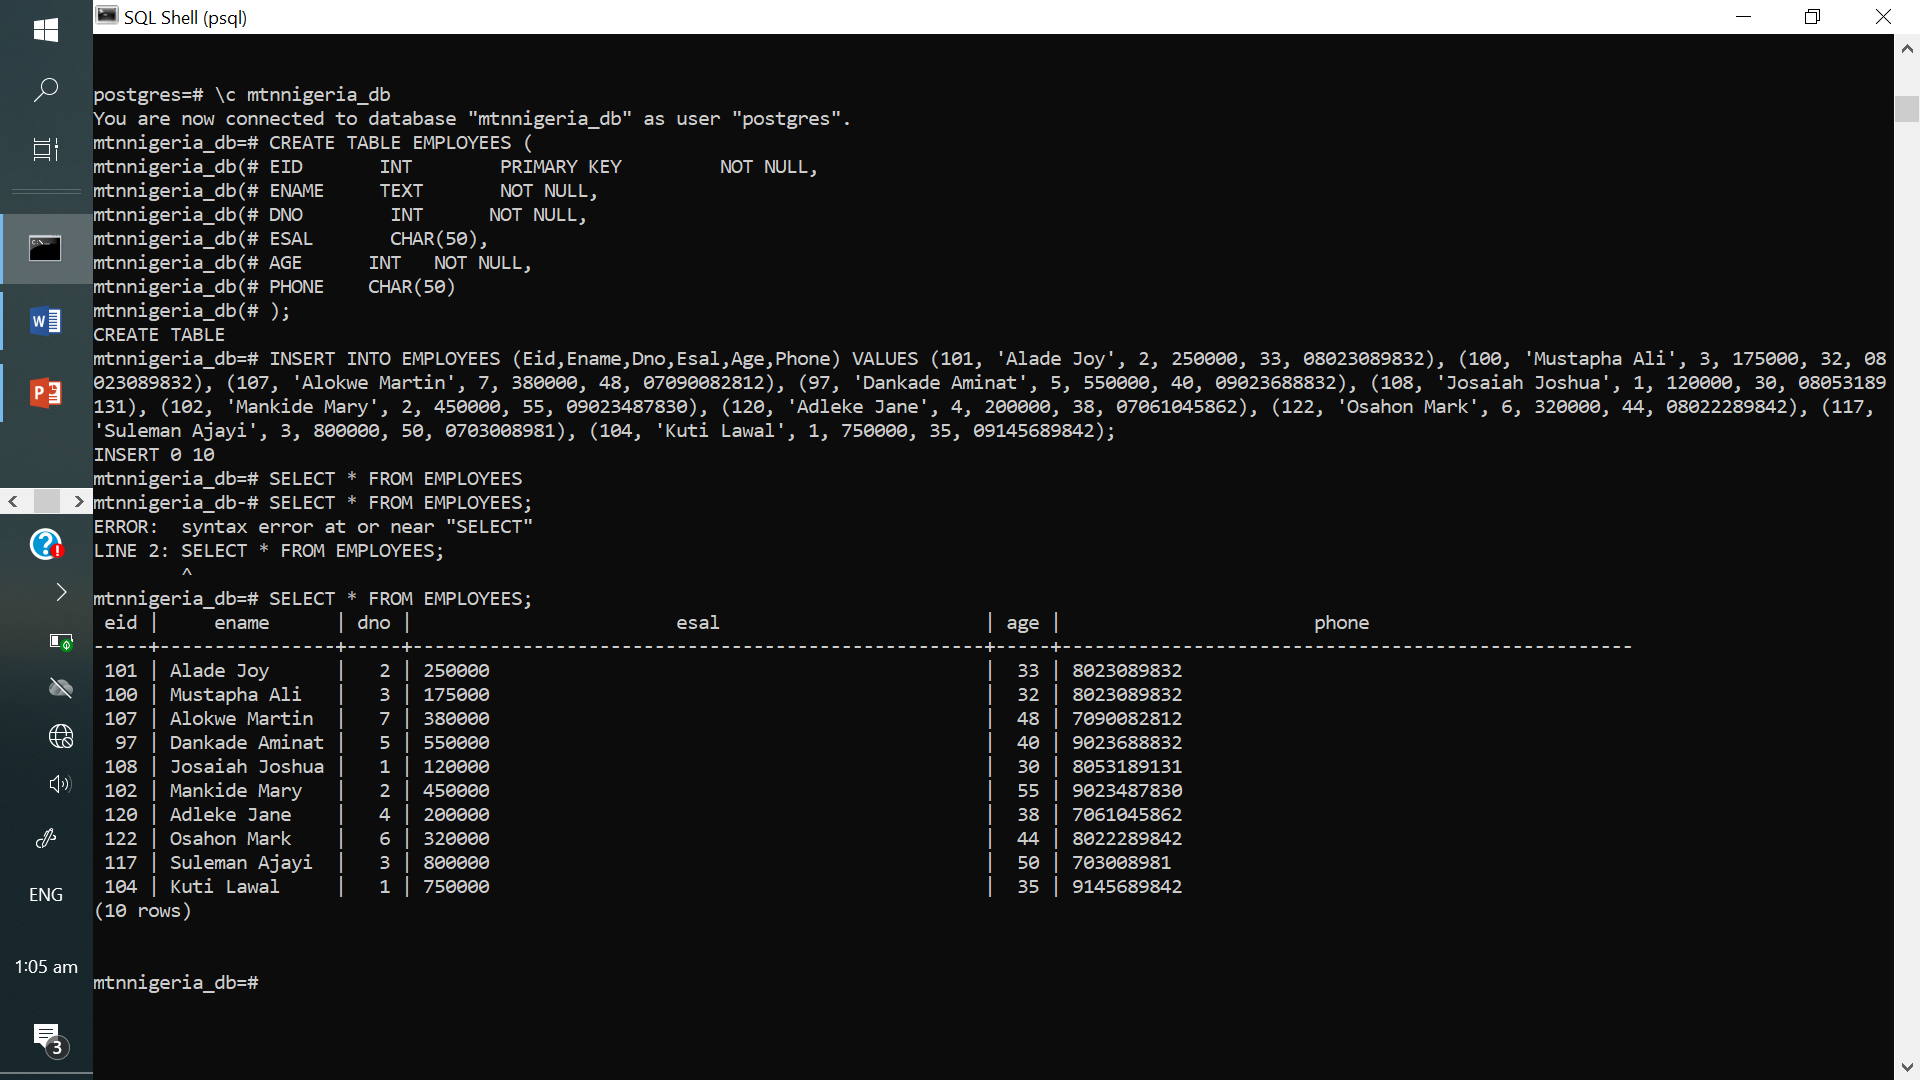 SQL Shell (psql)
postgres=# \c mtnnigeria_db
You are now connected to database "mtnnigeria_db" as user "postgres".
mtnnigeria_db=# CREATE TABLE EMPLOYEES (
mtnnigeria_db(# EID       INT        PRIMARY KEY         NOT NULL,
mtnnigeria_db(# ENAME     TEXT       NOT NULL,
mtnnigeria_db(# DNO        INT      NOT NULL,
mtnnigeria_db(# ESAL       CHAR(50),
mtnnigeria_db(# AGE      INT   NOT NULL,
mtnnigeria_db(# PHONE    CHAR(50)
mtnnigeria_db(# );
CREATE TABLE
mtnnigeria_db=# INSERT INTO EMPLOYEES (Eid,Ename,Dno,Esal,Age,Phone) VALUES (101, 'Alade Joy', 2, 250000, 33, 08023089832), (100, 'Mustapha Ali', 3, 175000, 32, 08
023089832), (107, 'Alokwe Martin', 7, 380000, 48, 07090082812), (97, 'Dankade Aminat', 5, 550000, 40, 09023688832), (108, 'Josaiah Joshua', 1, 120000, 30, 08053189
131), (102, 'Mankide Mary', 2, 450000, 55, 09023487830), (120, 'Adleke Jane', 4, 200000, 38, 07061045862), (122, 'Osahon Mark', 6, 320000, 44, 08022289842), (117,
'Suleman Ajayi', 3, 800000, 50, 0703008981), (104, 'Kuti Lawal', 1, 750000, 35, 09145689842);
INSERT 0 10
mtnnigeria_db=# SELECT * FROM EMPLOYEES
mtnnigeria_db-# SELECT * FROM EMPLOYEES;
ERROR:  syntax error at or near "SELECT"
LINE 2: SELECT * FROM EMPLOYEES;
        ^
mtnnigeria_db=# SELECT * FROM EMPLOYEES;
 eid |     ename      | dno |                        esal                        | age |                       phone
-----+----------------+-----+----------------------------------------------------+-----+----------------------------------------------------
 101 | Alade Joy      |   2 | 250000                                             |  33 | 8023089832
 100 | Mustapha Ali   |   3 | 175000                                             |  32 | 8023089832
 107 | Alokwe Martin  |   7 | 380000                                             |  48 | 7090082812
  97 | Dankade Aminat |   5 | 550000                                             |  40 | 9023688832
 108 | Josaiah Joshua |   1 | 120000                                             |  30 | 8053189131
 102 | Mankide Mary   |   2 | 450000                                             |  55 | 9023487830
 120 | Adleke Jane    |   4 | 200000                                             |  38 | 7061045862
 122 | Osahon Mark    |   6 | 320000                                             |  44 | 8022289842
 117 | Suleman Ajayi  |   3 | 800000                                             |  50 | 703008981
 104 | Kuti Lawal     |   1 | 750000                                             |  35 | 9145689842
(10 rows)
mtnnigeria_db=#
ENG
1:05 am
3